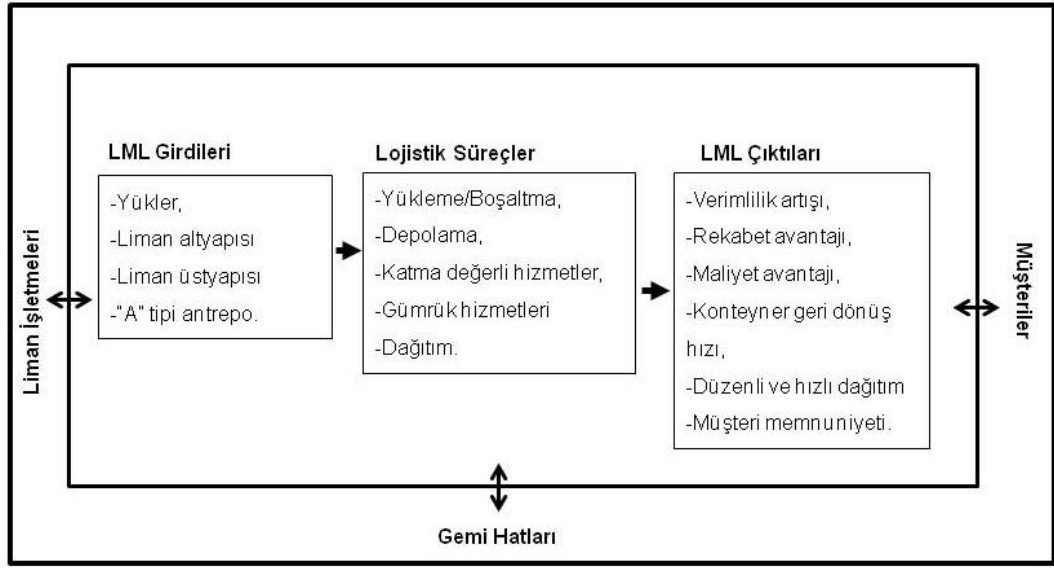 Liman İşletmeleri
LML Girdileri
-Yükler,
-Liman altyapısı
-Liman üstyapısı
-"A" tipi antrepo.
Lojistik Süreçler
-Yükleme/Boşaltma,
-Depolama,
-Katma değerli hizmetler,
-Gümrük hizmetleri
-Dağıtım.
LML Çıktıları
-Verimlilik artışı,
-Rekabet avantajı,
-Maliyet avantajı,
-Konteyner geri dönüş
hızı,
-Düzenli ve hızlı dağıtım
-Müşteri memnuniyeti.
Müşteriler
Gemi Hatları